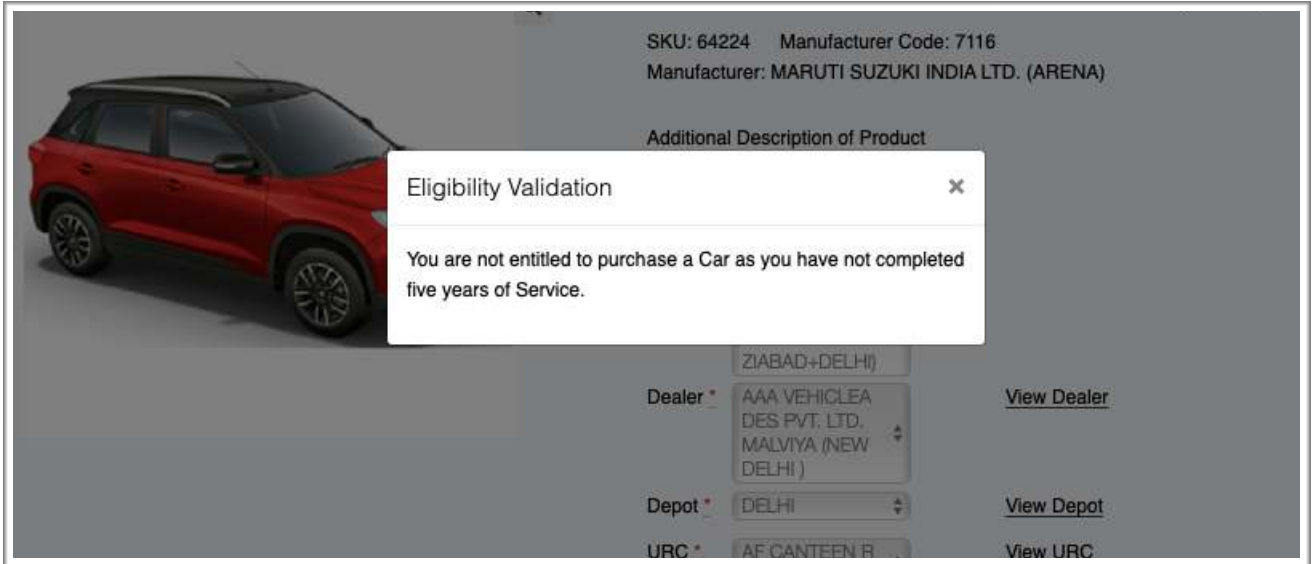 SKU: 64224 Manufacturer Code: 7116
Manufacturer: MARUTI SUZUKI INDIA LTD. (ARENA)
Additional Description of Product
Eligibility Validation ×
You are not entitled to purchase a Car as you have not completed
five years of Service.
ZIABAD+DELHI)
Dealer * AAA VEHICLEA View Dealer
DES PVT. LTD.
MALVIYA (NEW
DELHI )
Depot * DELHI View Depot
URC * AF CANTEEN R View URC